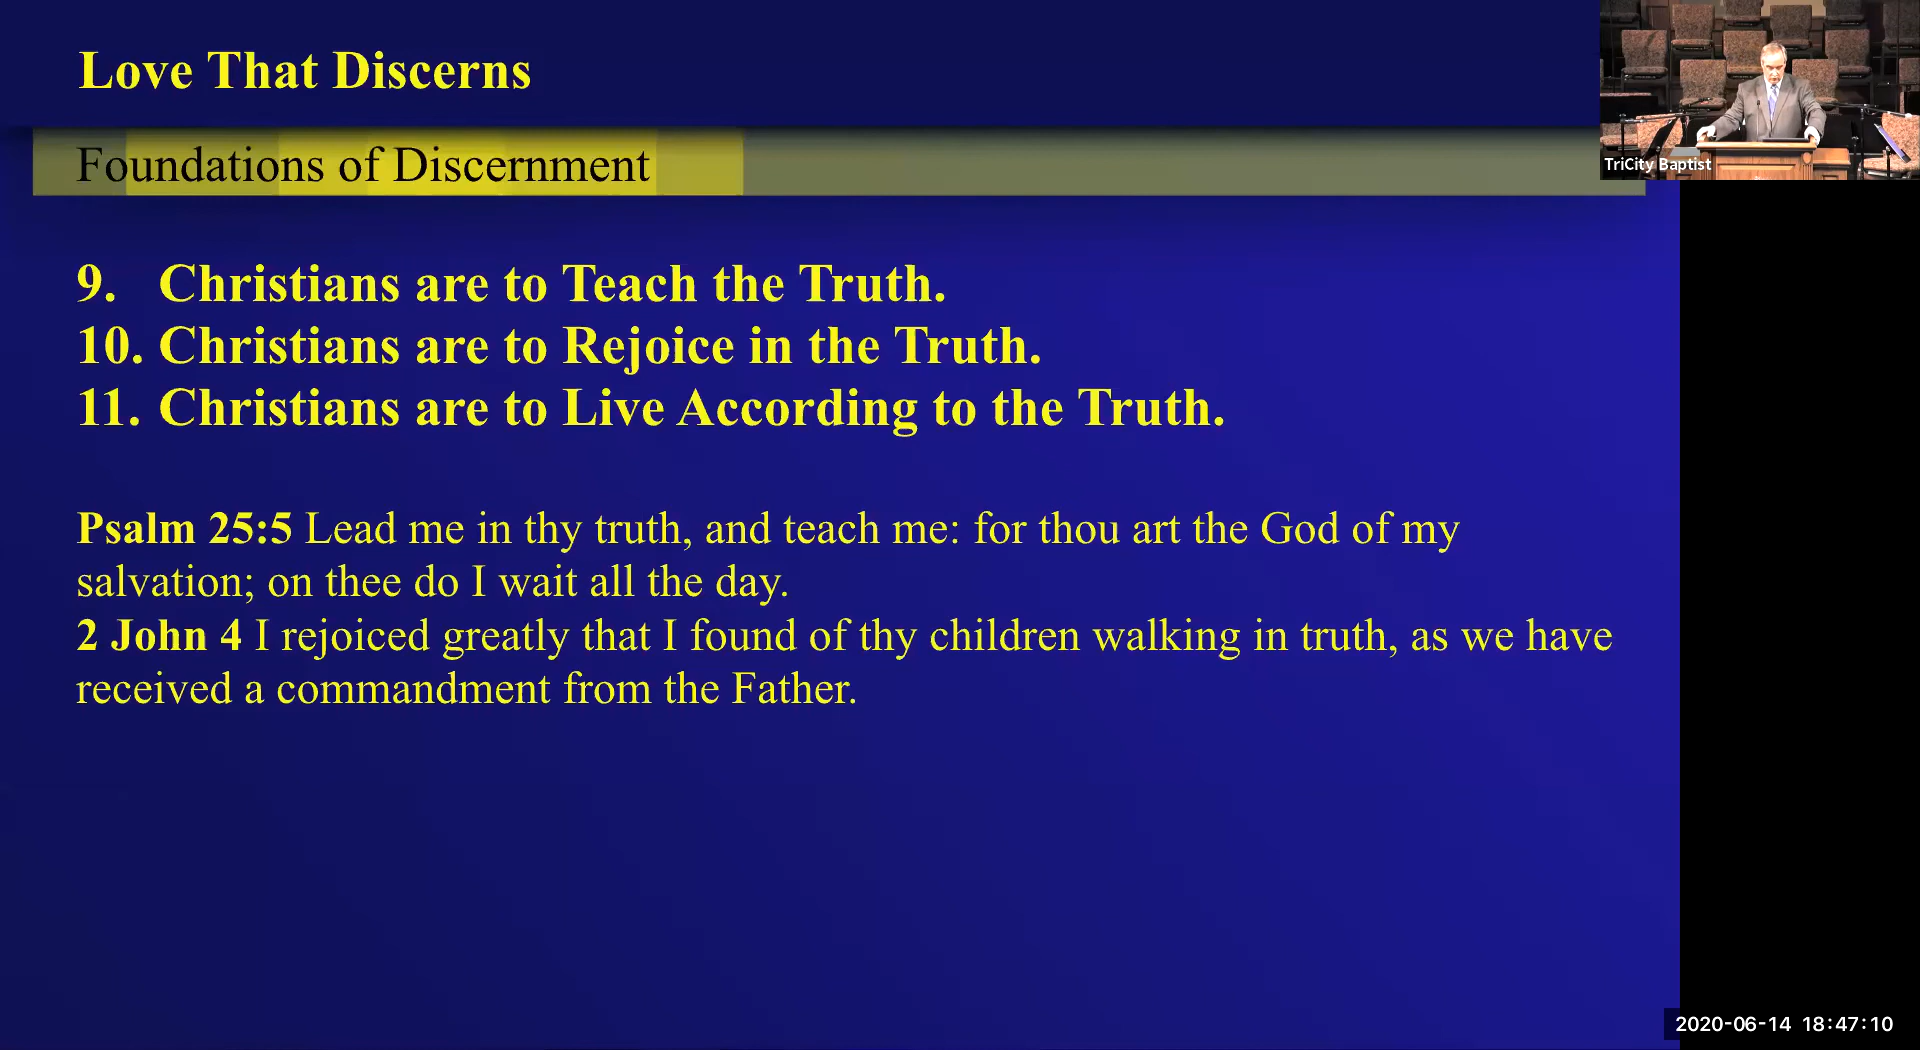 Love That Discerns
TriCity Baptist
Foundations of Discernment
9. Christians are to Teach the Truth.
10. Christians are to Rejoice in the Truth.
11. Christians are to Live According to the Truth.
Psalm 25:5 Lead me in thy truth, and teach me: for thou art the God of my
salvation; on thee do I wait all the day.
2 John 4 I rejoiced greatly that I found of thy children walking in truth, as we have
received a commandment from the Father.
2020-06-14 18:47:10